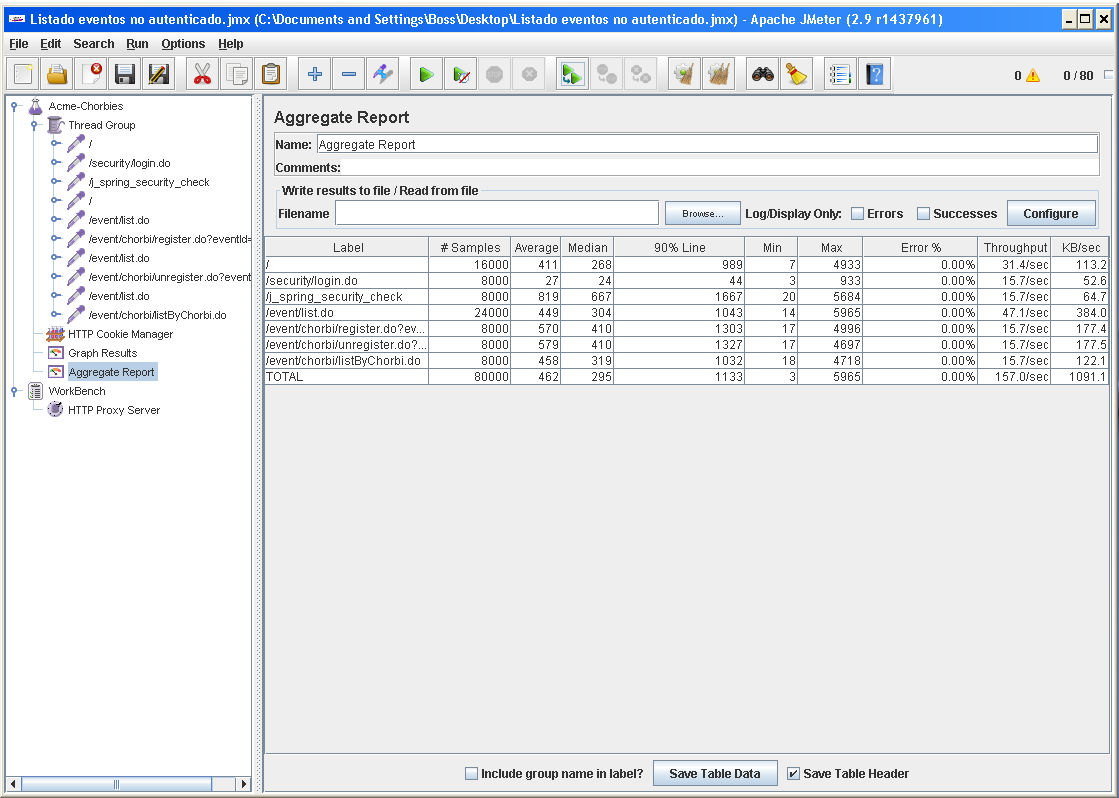 Listado eventos no autenticado.jmx (C:\Documents and Settings\Boss\Desktop\Listado eventos no autenticado.jmx) - Apache JMeter (2.9 r1437961)
File Edit Search Run Options Help
0 0 / 80
Acme-Chorbies
Thread Group
/
/security/login.do
/j_spring_security_check
/
/event/list.do
/event/chorbi/register.do?eventId=
/event/list.do
/event/chorbi/unregister.do?event
/event/list.do
/event/chorbi/listByChorbi.do
HTTP Cookie Manager
Graph Results
Aggregate Report
WorkBench
HTTP Proxy Server
Aggregate Report
Name: Aggregate Report
Comments:
Write results to file / Read from file
Filename Browse... Log/Display Only: Errors Successes Configure
Label # Samples Average Median 90% Line Min Max Error % Throughput KB/sec
/ 16000 411 268 989 7 4933 0.00% 31.4/sec 113.2
/security/login.do 8000 27 24 44 3 933 0.00% 15.7/sec 52.6
/j_spring_security_check 8000 819 667 1667 20 5684 0.00% 15.7/sec 64.7
/event/list.do 24000 449 304 1043 14 5965 0.00% 47.1/sec 384.0
/event/chorbi/register.do?ev... 8000 570 410 1303 17 4996 0.00% 15.7/sec 177.4
/event/chorbi/unregister.do?... 8000 579 410 1327 17 4697 0.00% 15.7/sec 177.5
/event/chorbi/listByChorbi.do 8000 458 319 1032 18 4718 0.00% 15.7/sec 122.1
TOTAL 80000 462 295 1133 3 5965 0.00% 157.0/sec 1091.1
Include group name in label? Save Table Data Save Table Header